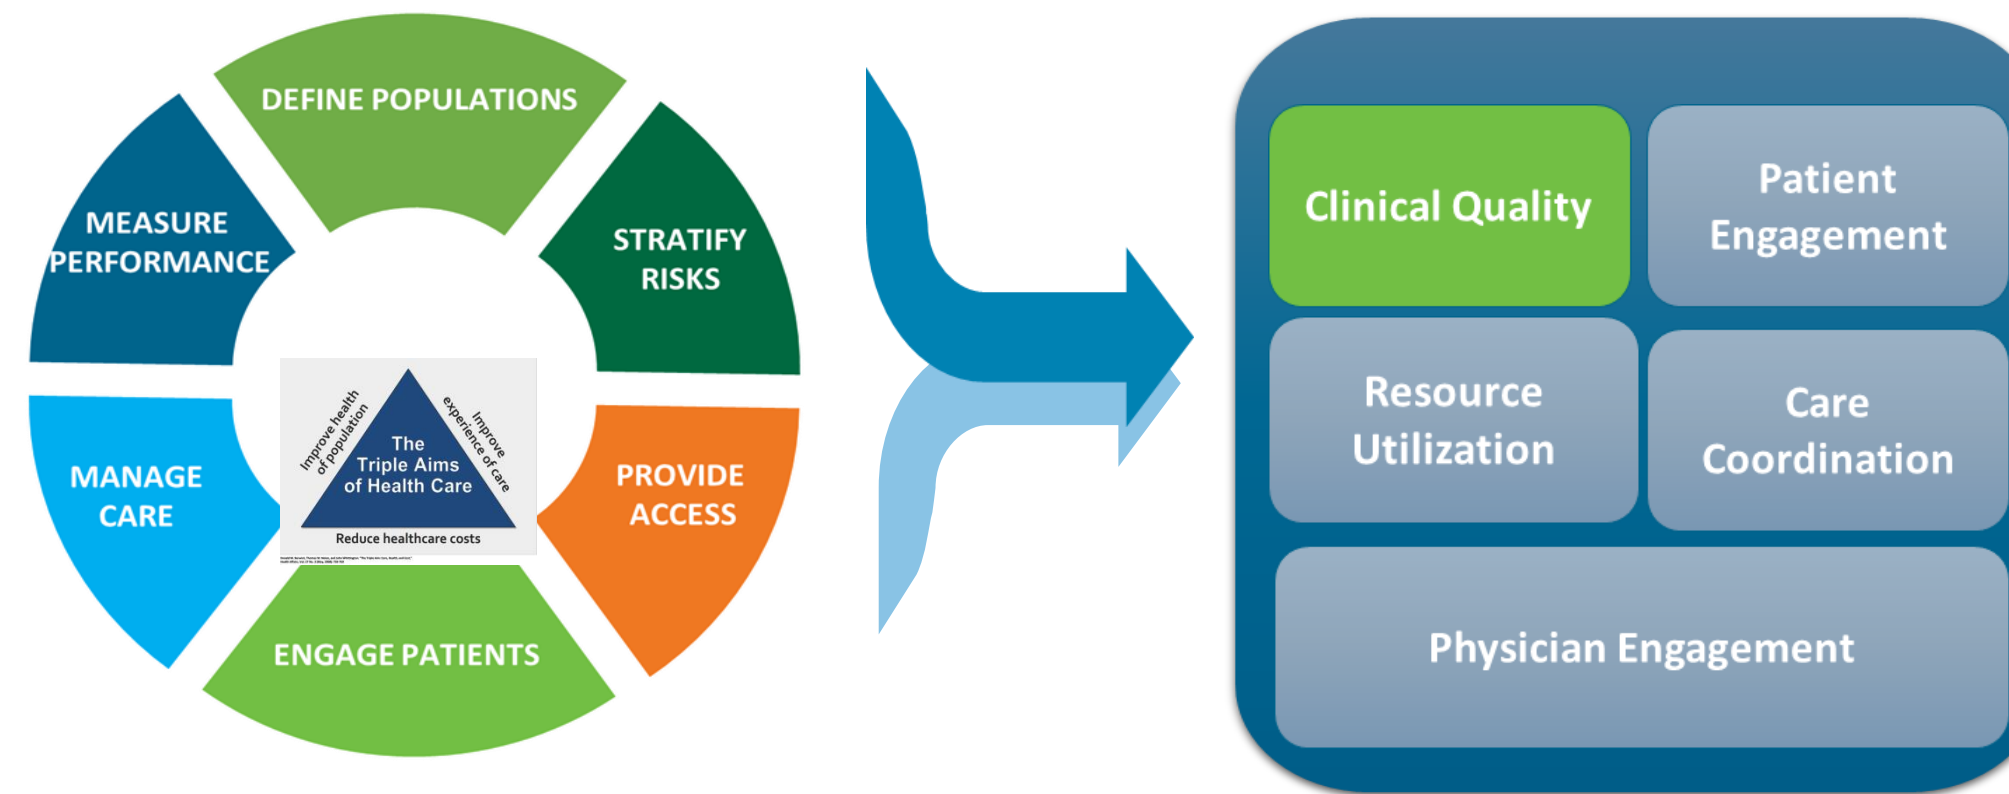 DEFINE POPULATIONS
STRATIFY
RISKS
PROVIDE
ACCESS
ENGAGE PATIENTS
MANAGE
CARE
MEASURE
PERFORMANCE
Improve health
of population
Improve
experience of care
The
Triple Aims
of Health Care
Reduce healthcare costs
Clinical Quality
Patient
Engagement
Resource
Utilization
Care
Coordination
Physician Engagement